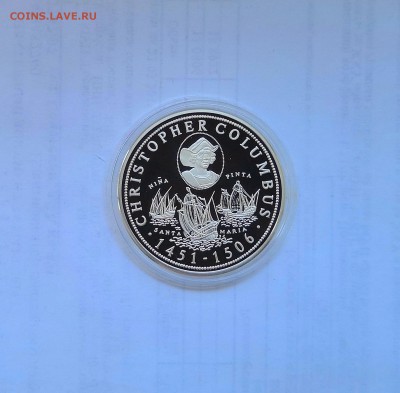 COINS.LAVE.RU
CHRISTOPHER COLUMBUS
NIÑA PINTA
SANTA MARIA
· 1451-1506 ·